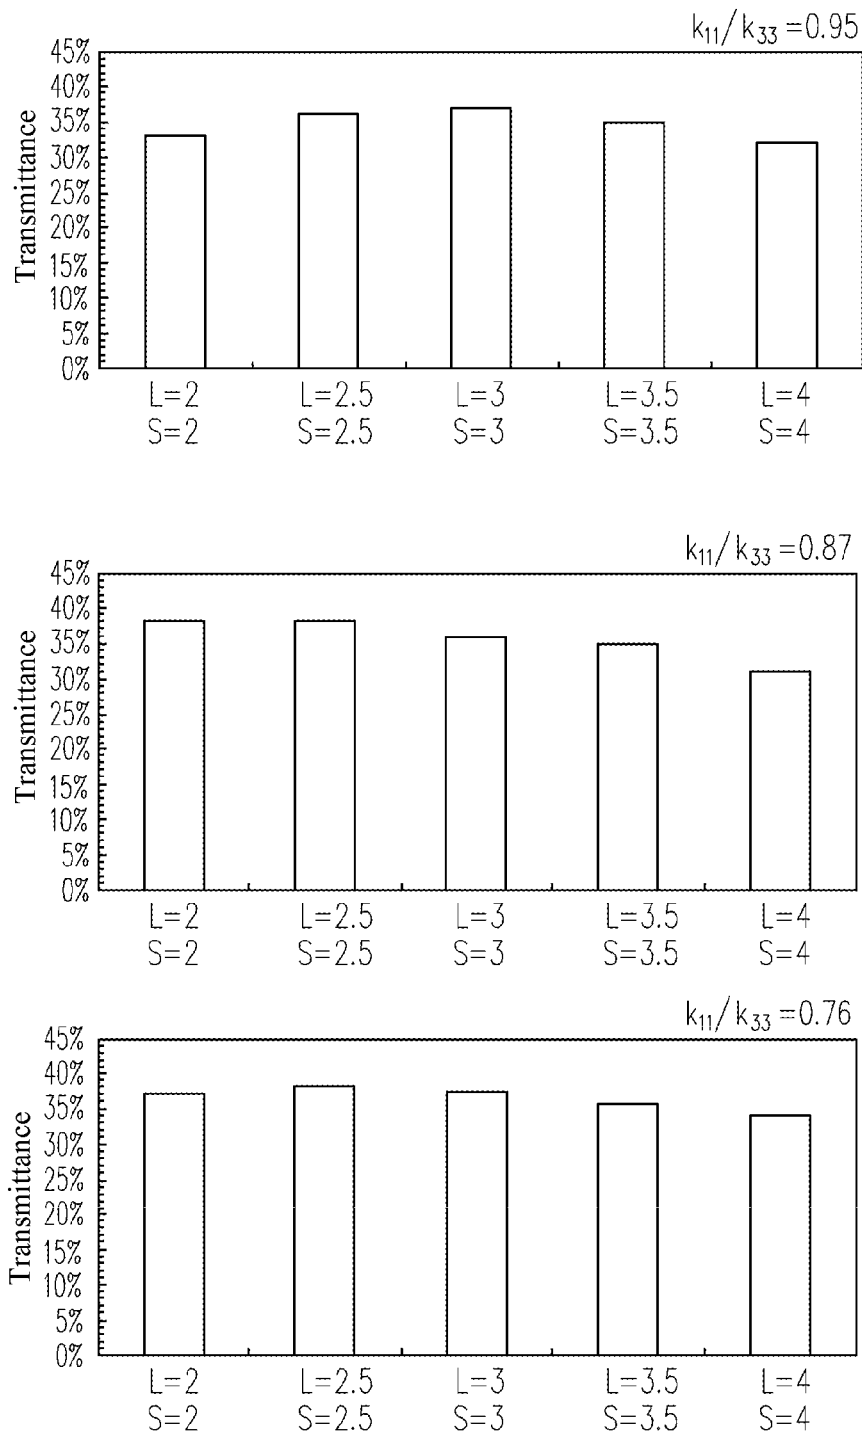 k₁₁/k₃₃=0.95
45%
40%
35%
30%
25%
20%
15%
10%
5%
0%
Transmittance
L=2 L=2.5 L=3 L=3.5 L=4
S=2 S=2.5 S=3 S=3.5 S=4
k₁₁/k₃₃=0.87
45%
40%
35%
30%
25%
20%
15%
10%
5%
0%
Transmittance
L=2 L=2.5 L=3 L=3.5 L=4
S=2 S=2.5 S=3 S=3.5 S=4
k₁₁/k₃₃=0.76
45%
40%
35%
30%
25%
20%
15%
10%
5%
0%
Transmittance
L=2 L=2.5 L=3 L=3.5 L=4
S=2 S=2.5 S=3 S=3.5 S=4